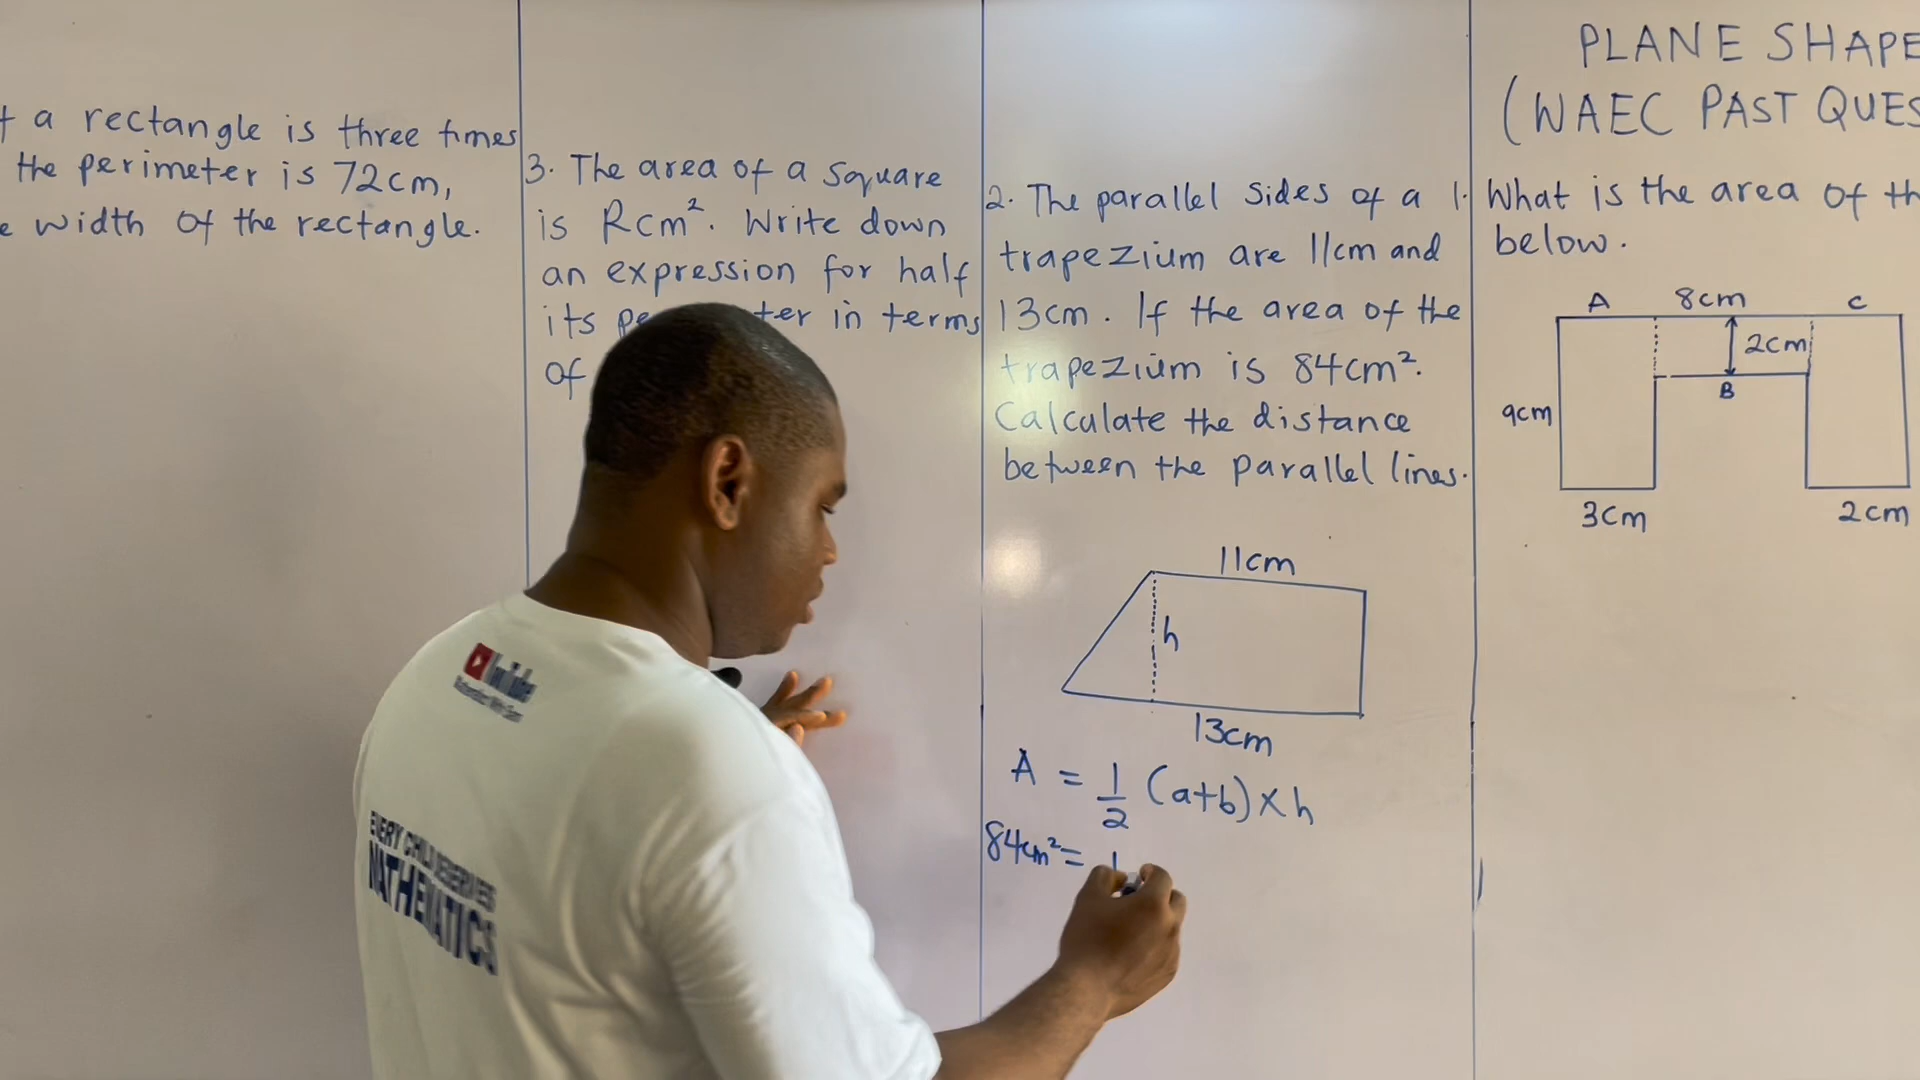 a rectangle is three times
the perimeter is 72cm,
width of the rectangle.
3. The area of a square
is Rcm². Write down
an expression for half
its in terms
of
2. The parallel sides of a
trapezium are 11cm and
13cm. If the area of the
trapezium is 84cm².
Calculate the distance
between the parallel lines.
11cm
h
13cm
A = 1/2 (a+b) x h
84cm² = 1
PLANE SHAPE
(WAEC PAST QUES
1. What is the area of th
below.
A 8cm C
2cm
B
9cm
3cm 2cm
YouTube
EVERY CHILD DESERVES
MATHEMATICS